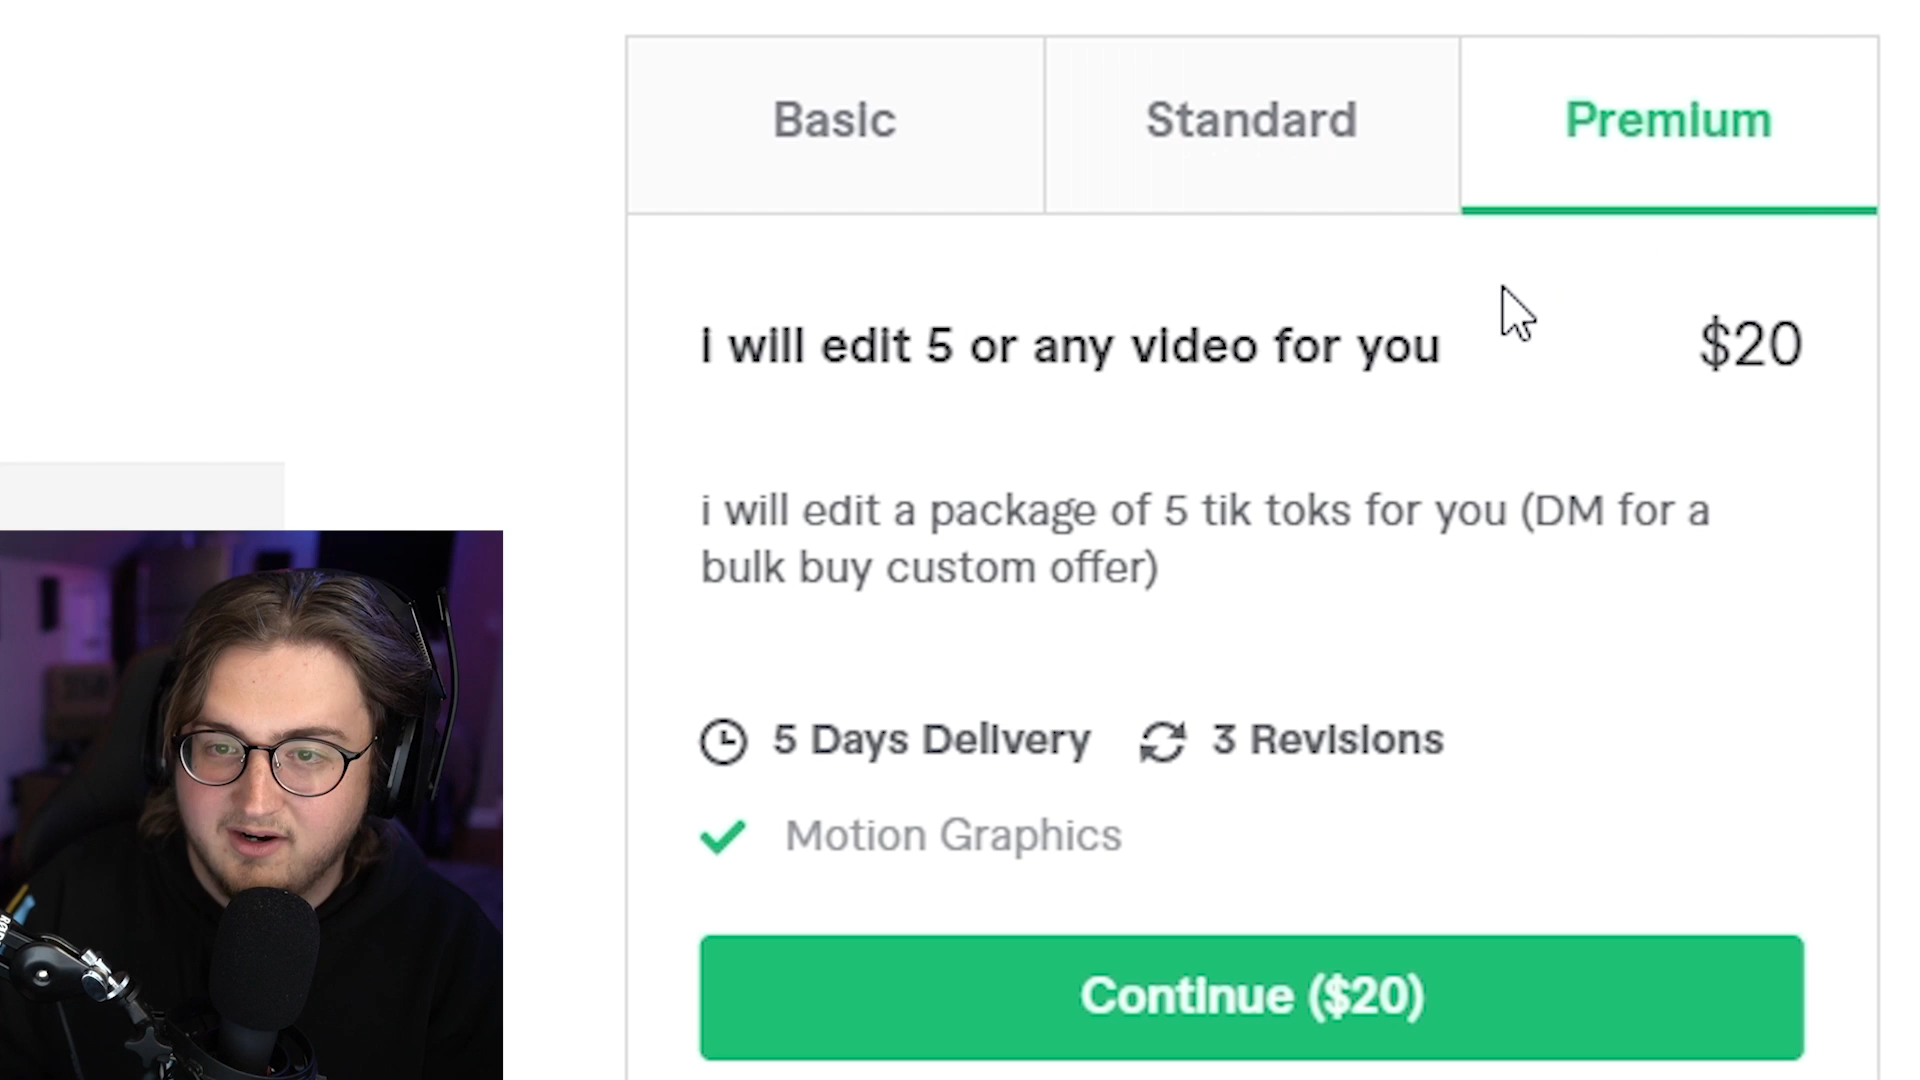 Basic
Standard
Premium
i will edit 5 or any video for you
$20
i will edit a package of 5 tik toks for you (DM for a
bulk buy custom offer)
5 Days Delivery
3 Revisions
Motion Graphics
Continue ($20)